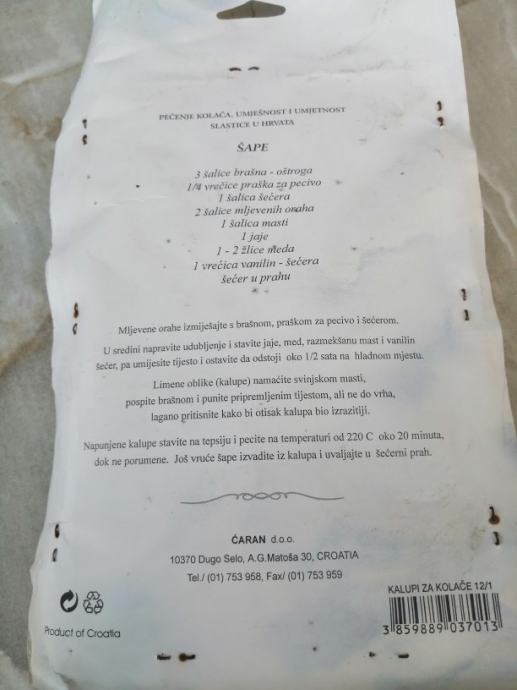 PEČENJE KOLAČA, UMJEŠNOST I UMJETNOST
SLASTICE U HRVATA
ŠAPE
3 šalice brašna - oštroga
1/4 vrećice praška za pecivo
1 šalica šećera
2 šalice mljevenih oraha
1 šalica masti
1 jaje
1 - 2 žlice meda
1 vrećica vanilin - šećera
šećer u prahu
Mljevene orahe izmiješajte s brašnom, praškom za pecivo i šećerom.
U sredini napravite udubljenje i stavite jaje, med, razmekšanu mast i vanilin
šećer, pa umijesite tijesto i ostavite da odstoji oko 1/2 sata na hladnom mjestu.
Limene oblike (kalupe) namačite svinjskom masti,
pospite brašnom i punite pripremljenim tijestom, ali ne do vrha,
lagano pritisnite kako bi otisak kalupa bio izrazitiji.
Napunjene kalupe stavite na tepsiju i pecite na temperaturi od 220 C oko 20 minuta,
dok ne porumene. Još vruće šape izvadite iz kalupa i uvaljajte u šećerni prah.
ĆARAN d.o.o.
10370 Dugo Selo, A.G.Matoša 30, CROATIA
Tel./ (01) 753 958, Fax/ (01) 753 959
KALUPI ZA KOLAČE 12/1
Product of Croatia
3 859889 037013